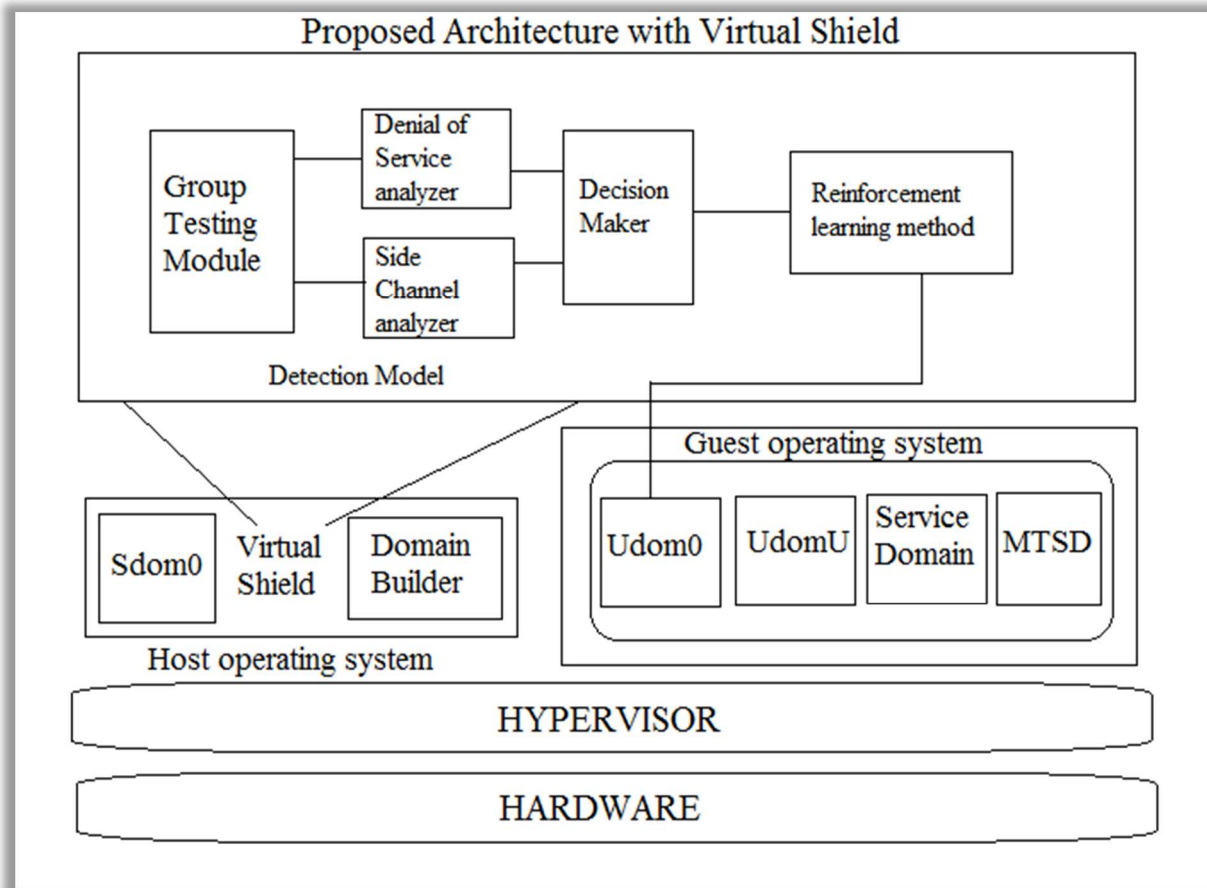 Proposed Architecture with Virtual Shield
Group
Testing
Module
Denial of
Service
analyzer
Side
Channel
analyzer
Decision
Maker
Reinforcement
learning method
Detection Model
Sdom0
Virtual
Shield
Domain
Builder
Host operating system
Guest operating system
Udom0
UdomU
Service
Domain
MTSD
HYPERVISOR
HARDWARE